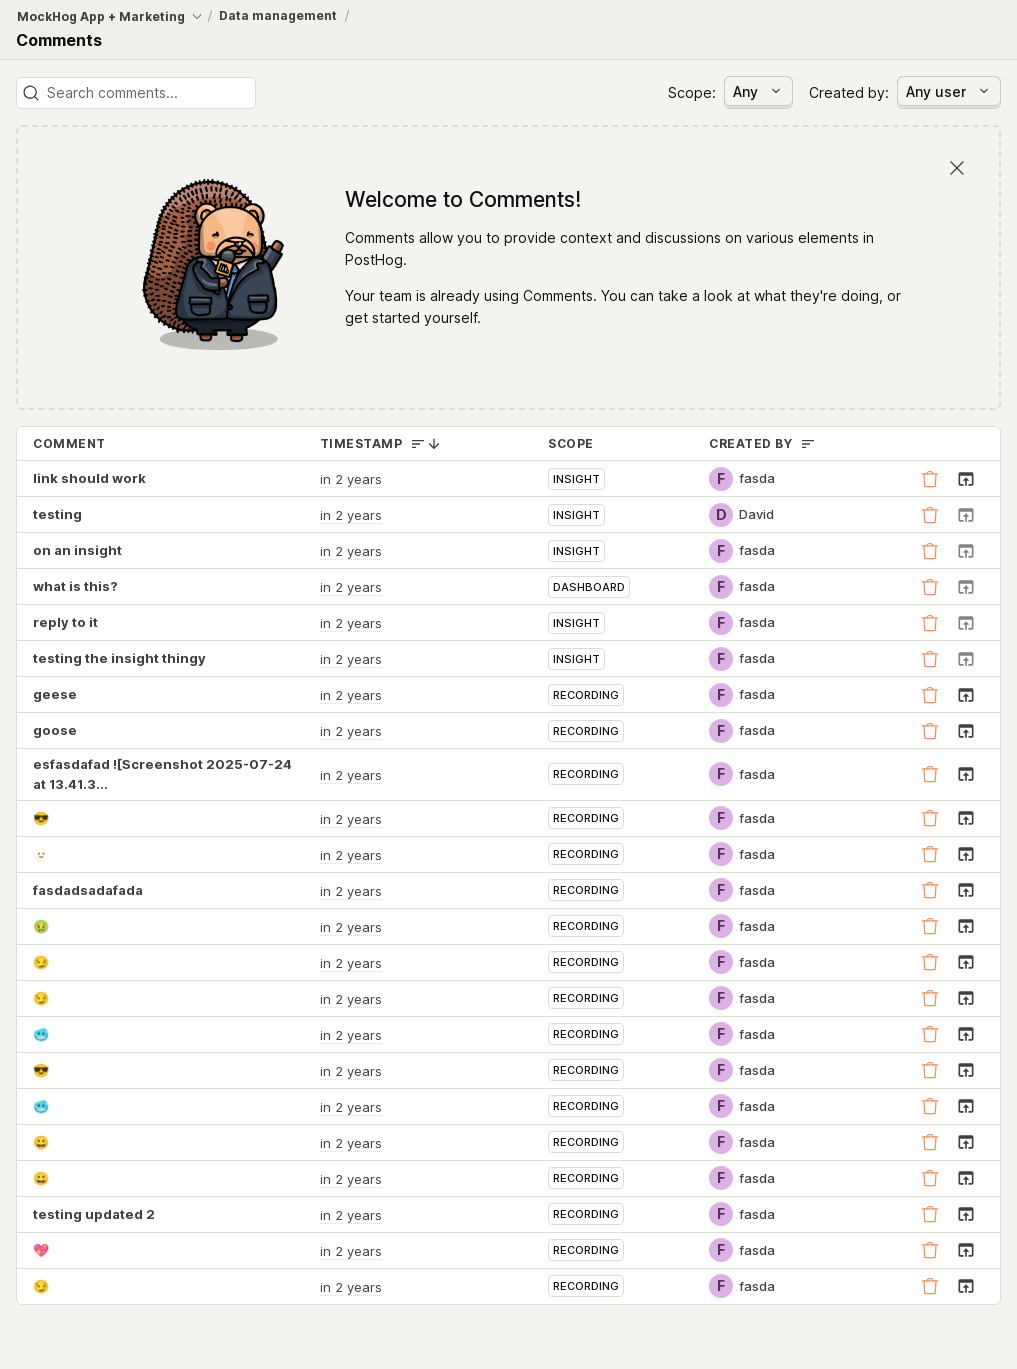 MockHog App + Marketing / Data management /
Comments
Search comments... Scope: Any Created by: Any user
Welcome to Comments!
Comments allow you to provide context and discussions on various elements in
PostHog.
Your team is already using Comments. You can take a look at what they're doing, or
get started yourself.
COMMENT TIMESTAMP SCOPE CREATED BY
link should work in 2 years INSIGHT F fasda
testing in 2 years INSIGHT D David
on an insight in 2 years INSIGHT F fasda
what is this? in 2 years DASHBOARD F fasda
reply to it in 2 years INSIGHT F fasda
testing the insight thingy in 2 years INSIGHT F fasda
geese in 2 years RECORDING F fasda
goose in 2 years RECORDING F fasda
esfasdafad ![Screenshot 2025-07-24
at 13.41.3... in 2 years RECORDING F fasda
😎 in 2 years RECORDING F fasda
🫥 in 2 years RECORDING F fasda
fasdadsadafada in 2 years RECORDING F fasda
🤢 in 2 years RECORDING F fasda
😏 in 2 years RECORDING F fasda
😏 in 2 years RECORDING F fasda
🥶 in 2 years RECORDING F fasda
😎 in 2 years RECORDING F fasda
🥶 in 2 years RECORDING F fasda
😀 in 2 years RECORDING F fasda
😀 in 2 years RECORDING F fasda
testing updated 2 in 2 years RECORDING F fasda
💖 in 2 years RECORDING F fasda
😏 in 2 years RECORDING F fasda